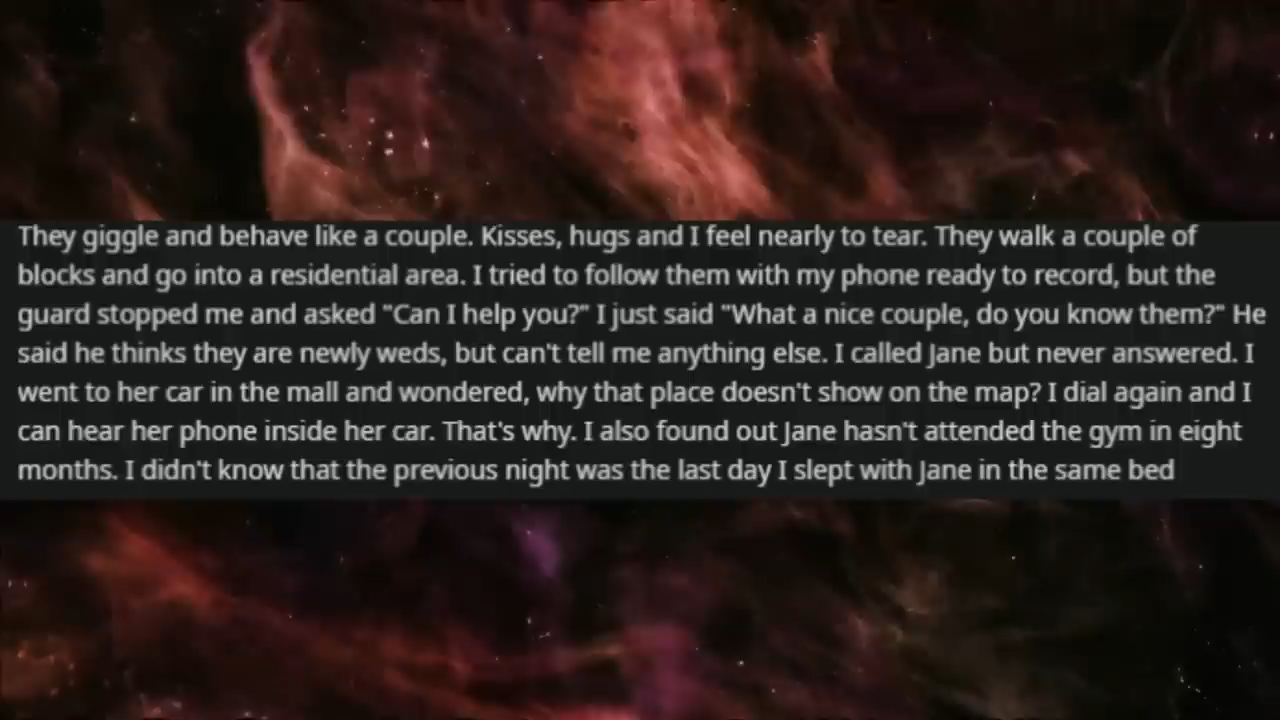 They giggle and behave like a couple. Kisses, hugs and I feel nearly to tear. They walk a couple of
blocks and go into a residential area. I tried to follow them with my phone ready to record, but the
guard stopped me and asked "Can I help you?" I just said "What a nice couple, do you know them?" He
said he thinks they are newly weds, but can't tell me anything else. I called Jane but never answered. I
went to her car in the mall and wondered, why that place doesn't show on the map? I dial again and I
can hear her phone inside her car. That's why. I also found out Jane hasn't attended the gym in eight
months. I didn't know that the previous night was the last day I slept with Jane in the same bed